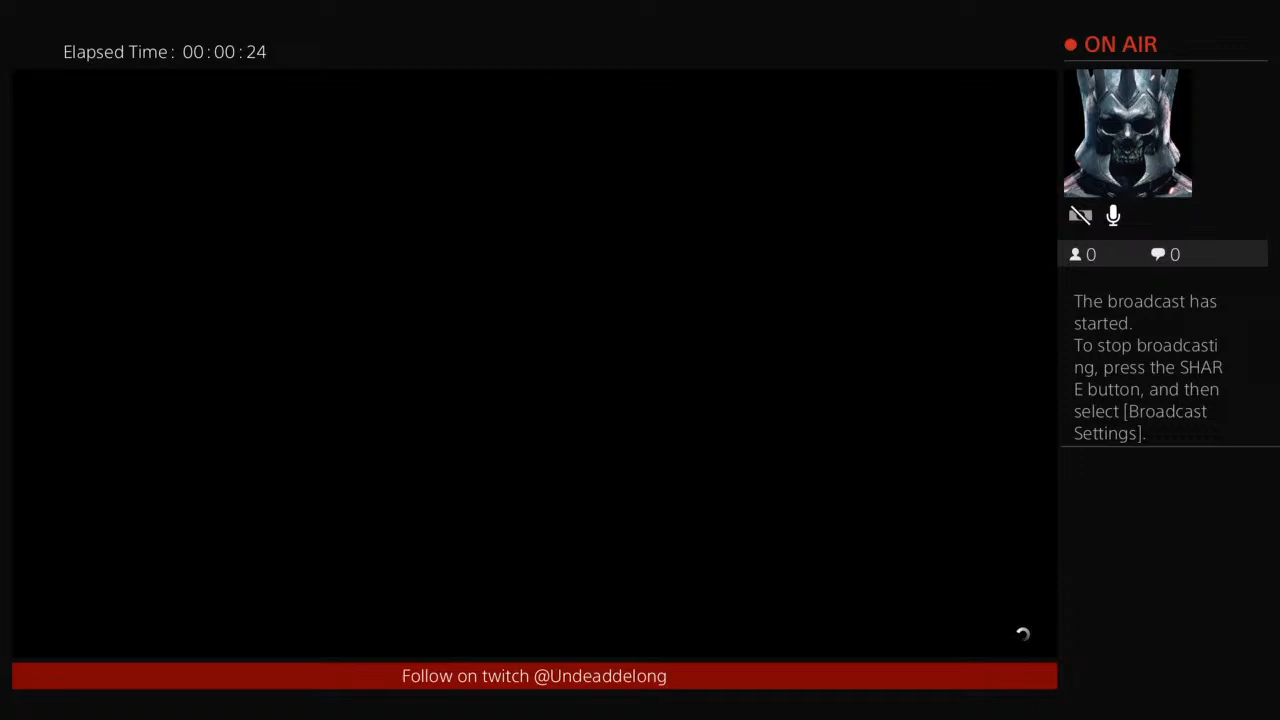 Elapsed Time: 00:00:24
ON AIR
0 0
The broadcast has
started.
To stop broadcasti
ng, press the SHAR
E button, and then
select [Broadcast
Settings].
Follow on twitch @Undeaddelong